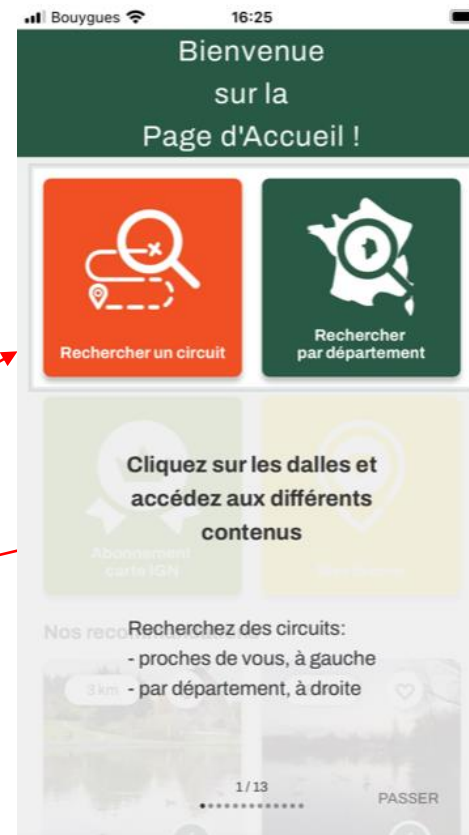 Bouygues 16:25
Bienvenue
sur la
Page d'Accueil !
Rechercher un circuit
Rechercher
par département
Cliquez sur les dalles et
accédez aux différents
contenus
Abonnement
carte IGN
Nos recommandations
Recherchez des circuits:
- proches de vous, à gauche
3 km
- par département, à droite
1 / 13
PASSER